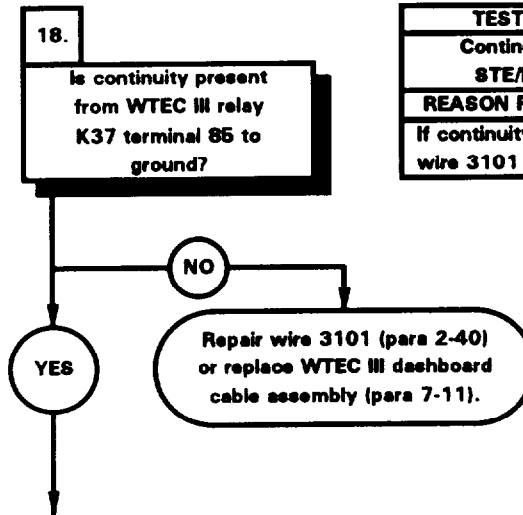 18.
Is continuity present
from WTEC III relay
K37 terminal 85 to
ground?
TEST
Contin
STE/
REASON F
If continuity
wire 3101
NO
YES
Repair wire 3101 (para 2-40)
or replace WTEC III dashboard
cable assembly (para 7-11).